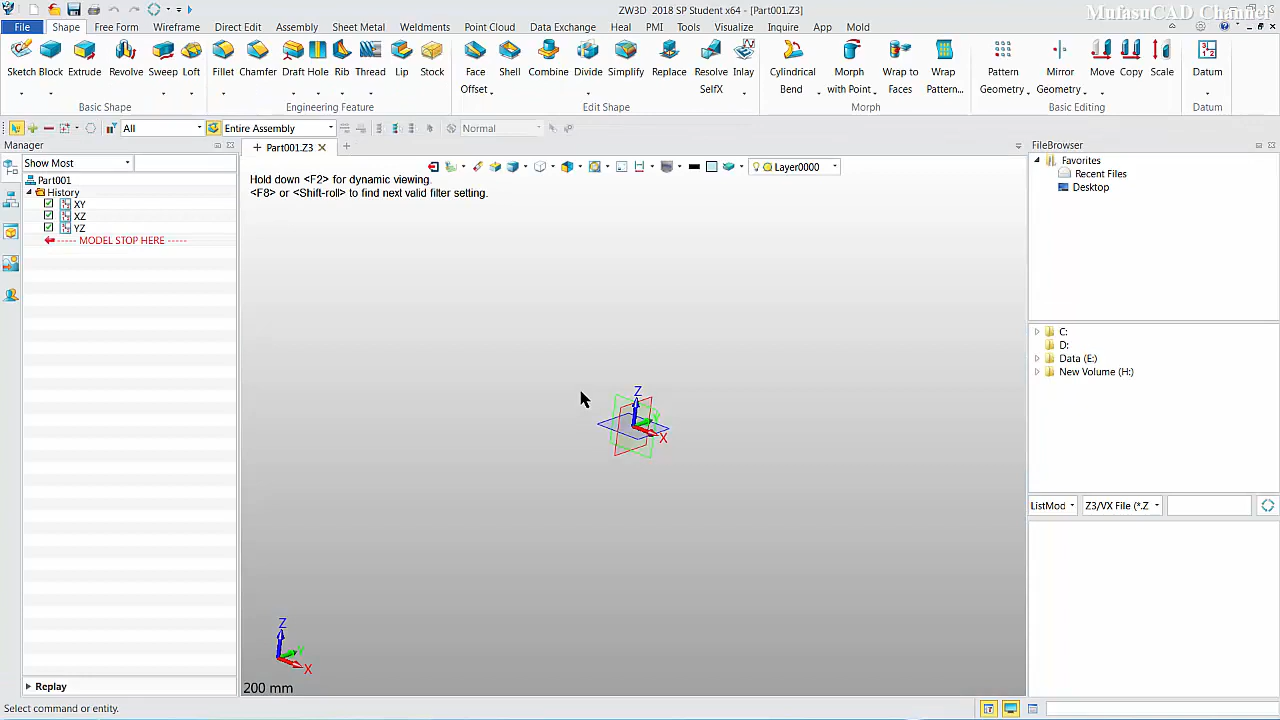 ZW3D 2018 SP Student x64 - [Part001.Z3]
MufasuCAD Channel
File Shape Free Form Wireframe Direct Edit Assembly Sheet Metal Weldments Point Cloud Data Exchange Heal PMI Tools Visualize Inquire App Mold
Sketch Block Extrude Revolve Sweep Loft Fillet Chamfer Draft Hole Rib Thread Lip Stock Face Offset Shell Combine Divide Simplify Replace Resolve SelfX Inlay Cylindrical Bend Morph with Point Wrap to Faces Wrap Pattern... Pattern Geometry Mirror Geometry Move Copy Scale Datum
Basic Shape Engineering Feature Edit Shape Morph Basic Editing Datum
All Entire Assembly Normal
Manager
Part001.Z3
FileBrowser
Show Most
Layer0000
Favorites
Recent Files
Desktop
Part001
History
XY
XZ
YZ
----- MODEL STOP HERE -----
Hold down <F2> for dynamic viewing.
<F8> or <Shift-roll> to find next valid filter setting.
C:
D:
Data (E:)
New Volume (H:)
Z
X
ListMod Z3/VX File (*.Z
Z
Y
X
200 mm
Replay
Select command or entity.